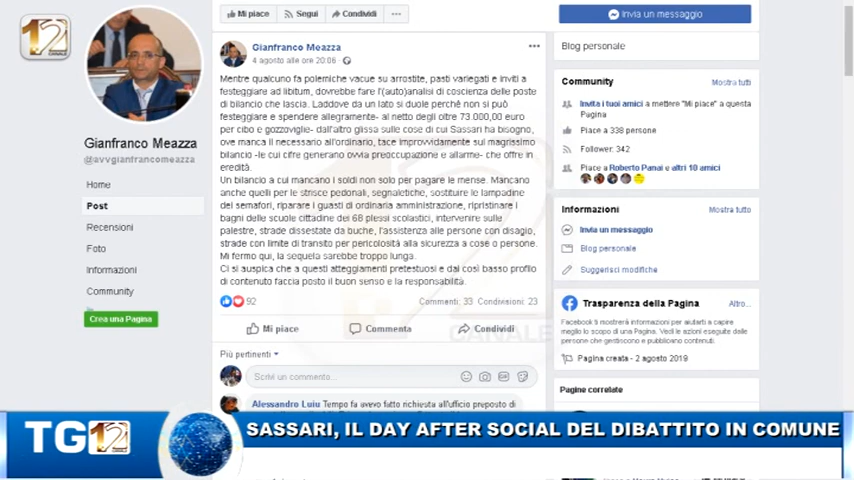 12
CANALE
Mi piace
Segui
Condividi
Invia un messaggio
Gianfranco Meazza
@avvgianfrancomeazza
Home
Post
Recensioni
Foto
Informazioni
Community
Crea una Pagina
Gianfranco Meazza
4 agosto alle ore 20:06
Mentre qualcuno fa polemiche vacue su arrostite, pasti variegati e inviti a
festeggiare ad libitum, dovrebbe fare l'(auto)analisi di coscienza delle poste
di bilancio che lascia. Laddove da un lato si duole perchè non si può
festeggiare e spendere allegramente- al netto degli oltre 73.000,00 euro
per cibo e gozzoviglie- dall'altro glissa sulle cose di cui Sassari ha bisogno,
ove manca il necessario all'ordinario, tace improvvidamente sul magrissimo
bilancio -le cui cifre generano ovvia preoccupazione e allarme- che offre in
eredità.
Un bilancio a cui mancano i soldi non solo per pagare le mense. Mancano
anche quelli per le strisce pedonali, segnaletiche, sostituire le lampadine
dei semafori, riparare i guasti di ordinaria amministrazione, ripristinare i
bagni delle scuole cittadine dei 68 plessi scolastici, intervenire sulle
palestre, strade dissestate da buche, l'assistenza alle persone con disagio,
strade con limite di transito per pericolosità alla sicurezza a cose o persone.
Mi fermo qui, la sequela sarebbe troppo lunga.
Ci si auspica che a questi atteggiamenti pretestuosi e dal così basso profilo
di contenuto faccia posto il buon senso e la responsabilità.
92
Commenti: 33 Condivisioni: 23
Mi piace
Commenta
Condividi
Più pertinenti
Scrivi un commento...
Alessandro Luiu Tempo fa avevo fatto richiesta all'ufficio preposto di
Blog personale
Community
Mostra tutti
Invita i tuoi amici a mettere "Mi piace" a questa
Pagina
Piace a 338 persone
Follower: 342
Piace a Roberto Panai e altri 10 amici
Informazioni
Mostra tutto
Invia un messaggio
Blog personale
Suggerisci modifiche
Trasparenza della Pagina
Altro...
Facebook ti mostrerà informazioni per aiutarti a capire
meglio lo scopo di una Pagina. Vedi le azioni eseguite dalle
persone che gestiscono e pubblicano contenuti.
Pagina creata - 2 agosto 2019
Pagine correlate
CANALE
TG12
CANALE
SASSARI, IL DAY AFTER SOCIAL DEL DIBATTITO IN COMUNE